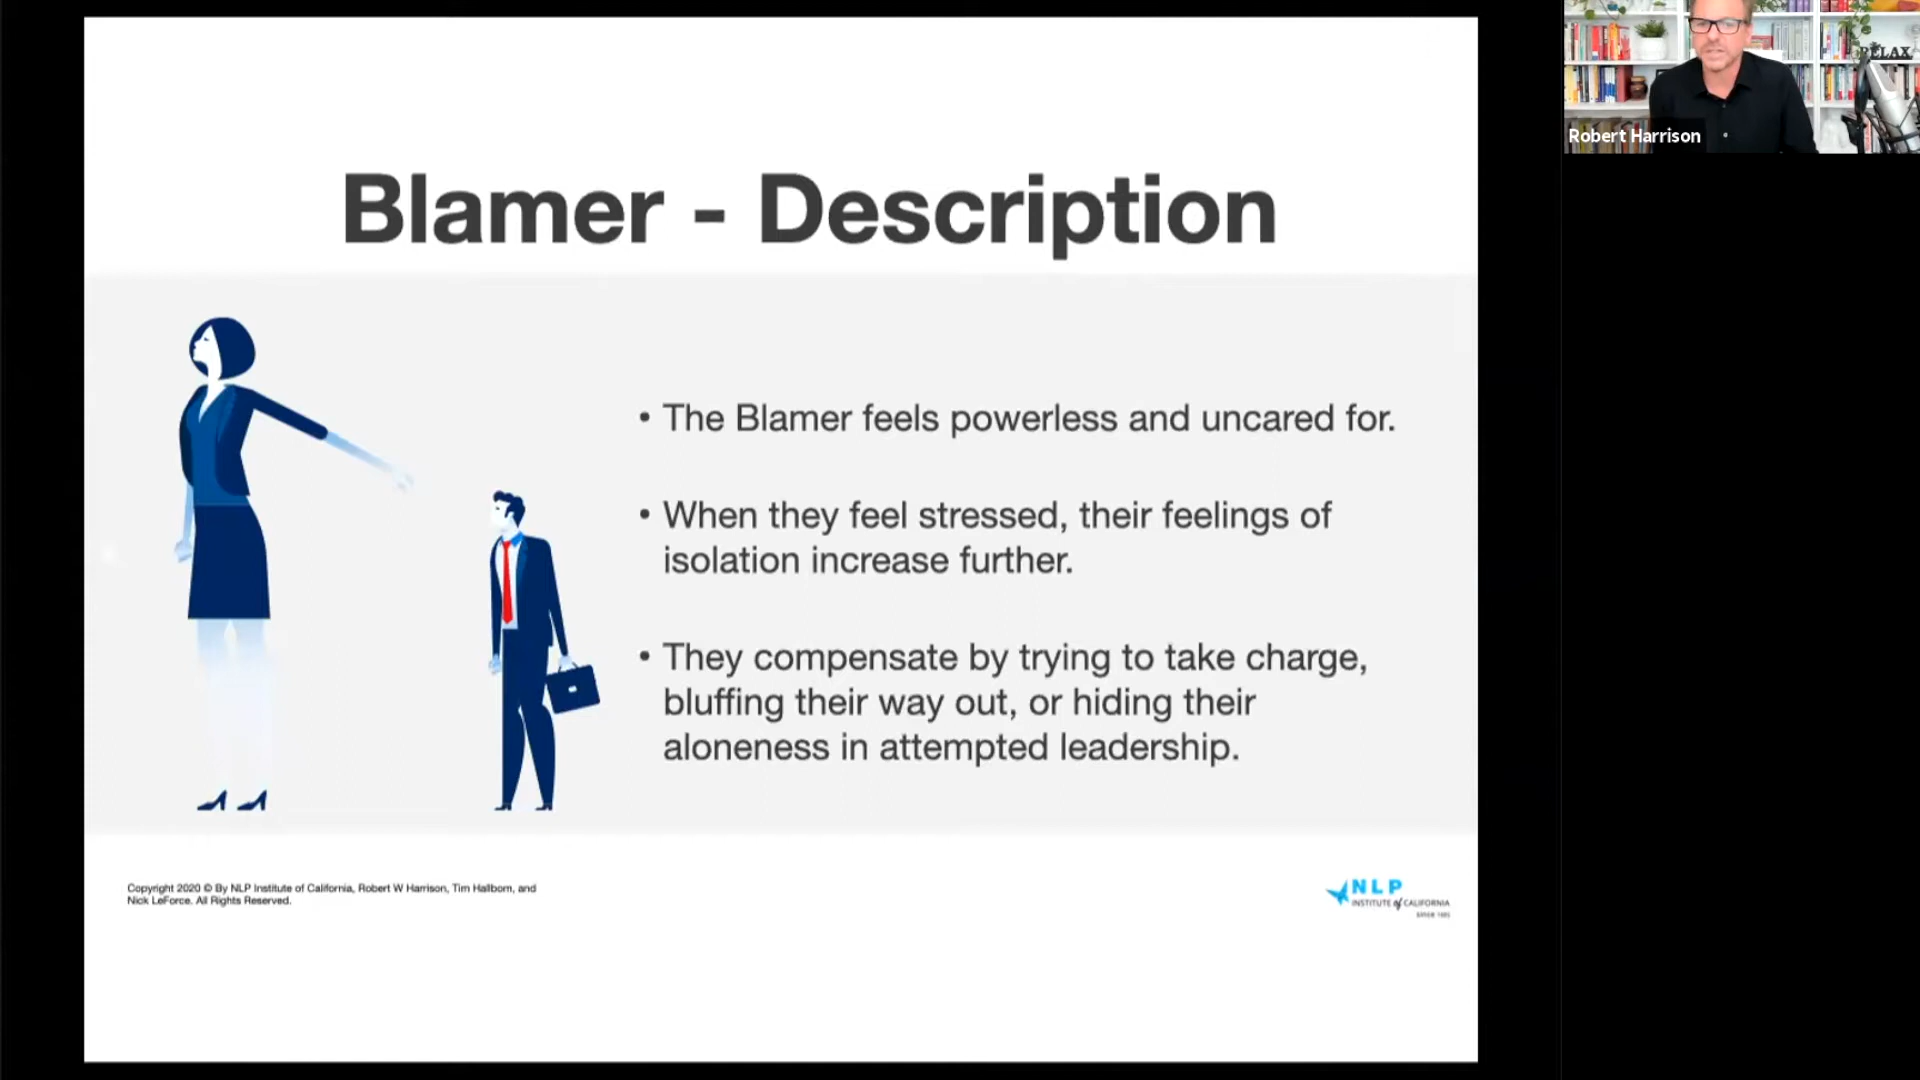 Blamer - Description
• The Blamer feels powerless and uncared for.
• When they feel stressed, their feelings of
isolation increase further.
• They compensate by trying to take charge,
bluffing their way out, or hiding their
aloneness in attempted leadership.
Copyright 2020 © By NLP Institute of California, Robert W Harrison, Tim Hallbom, and
Nick LeForce. All Rights Reserved.
NLP
INSTITUTE of CALIFORNIA
RELAX
Robert Harrison